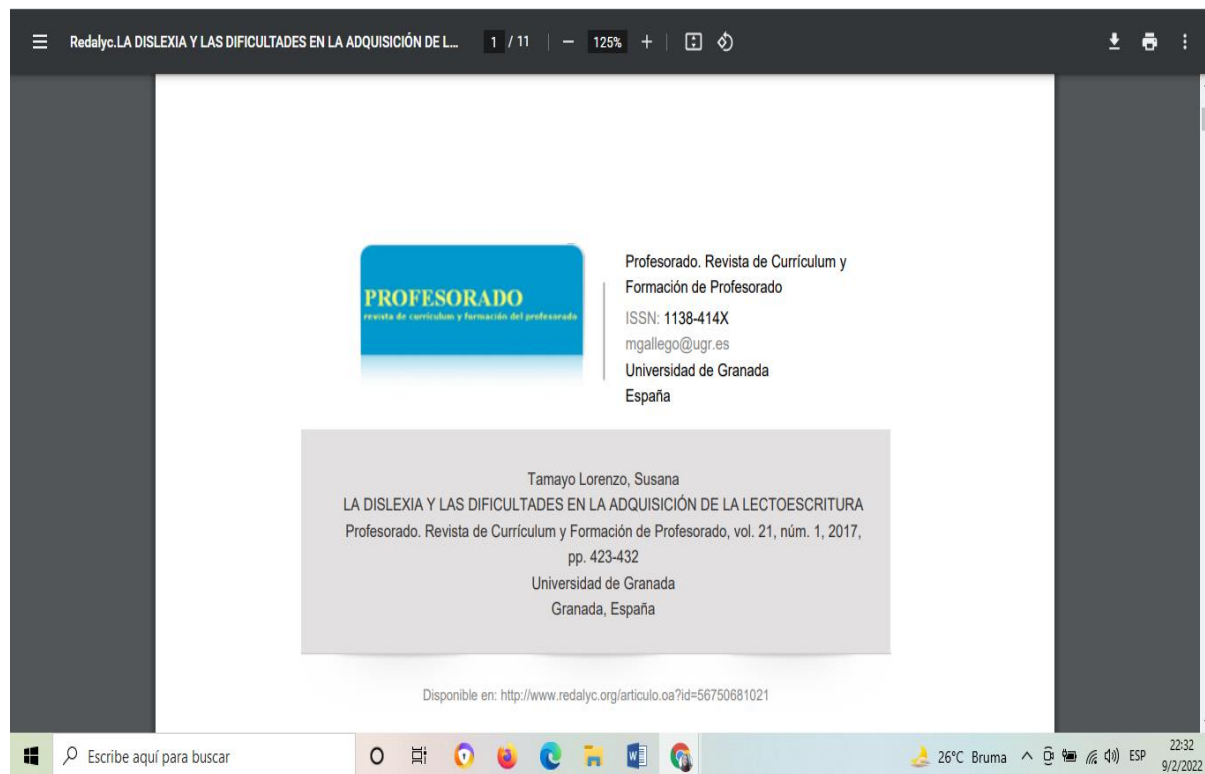 Redalyc.LA DISLEXIA Y LAS DIFICULTADES EN LA ADQUISICIÓN DE L... 1 / 11 125%
PROFESORADO
revista de currículum y formación del profesorado
Profesorado. Revista de Currículum y
Formación de Profesorado
ISSN: 1138-414X
mgallego@ugr.es
Universidad de Granada
España
Tamayo Lorenzo, Susana
LA DISLEXIA Y LAS DIFICULTADES EN LA ADQUISICIÓN DE LA LECTOESCRITURA
Profesorado. Revista de Currículum y Formación de Profesorado, vol. 21, núm. 1, 2017,
pp. 423-432
Universidad de Granada
Granada, España
Disponible en: http://www.redalyc.org/articulo.oa?id=56750681021
Escribe aquí para buscar
26°C Bruma ESP 22:32
9/2/2022